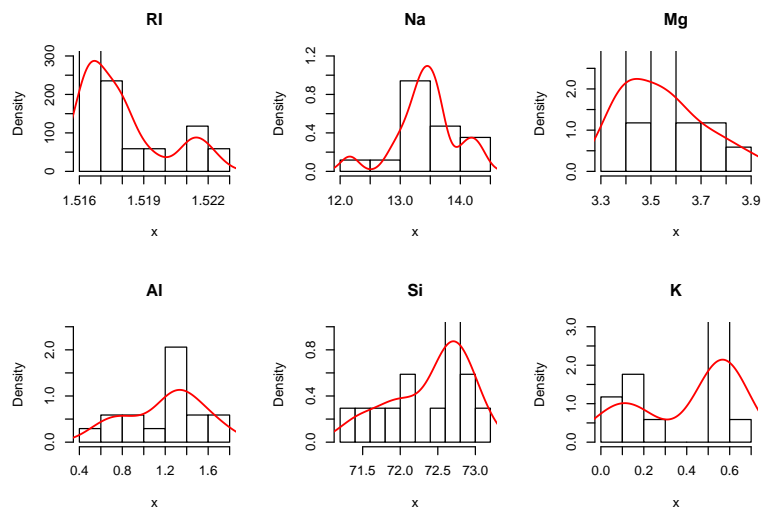 RI
Density
0 100 200 300
1.516 1.519 1.522
x
Na
Density
0.0 0.4 0.8 1.2
12.0 13.0 14.0
x
Mg
Density
0.0 1.0 2.0
3.3 3.5 3.7 3.9
x
Al
Density
0.0 1.0 2.0
0.4 0.8 1.2 1.6
x
Si
Density
0.0 0.4 0.8
71.5 72.0 72.5 73.0
x
K
Density
0.0 1.0 2.0 3.0
0.0 0.2 0.4 0.6
x